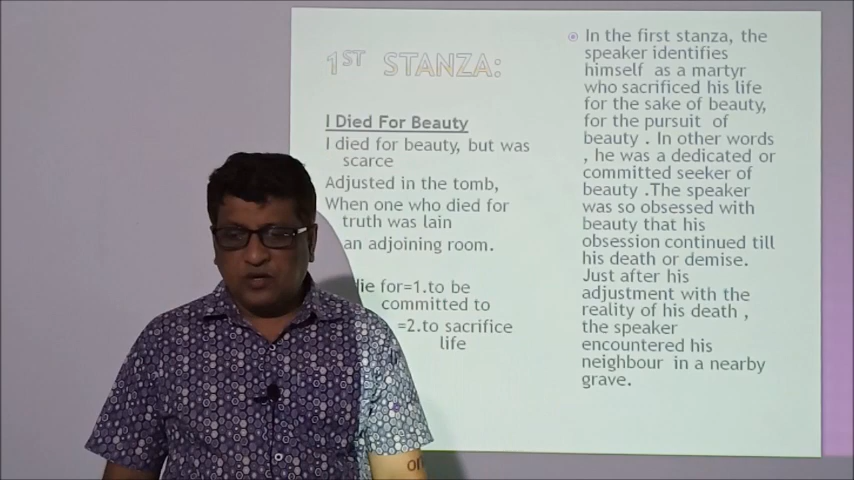 1ST STANZA:
I Died For Beauty
I died for beauty, but was
scarce
Adjusted in the tomb,
When one who died for
truth was lain
an adjoining room.
die for=1.to be
committed to
=2.to sacrifice
life
In the first stanza, the
speaker identifies
himself as a martyr
who sacrificed his life
for the sake of beauty,
for the pursuit of
beauty . In other words
, he was a dedicated or
committed seeker of
beauty .The speaker
was so obsessed with
beauty that his
obsession continued till
his death or demise.
Just after his
adjustment with the
reality of his death ,
the speaker
encountered his
neighbour in a nearby
grave.